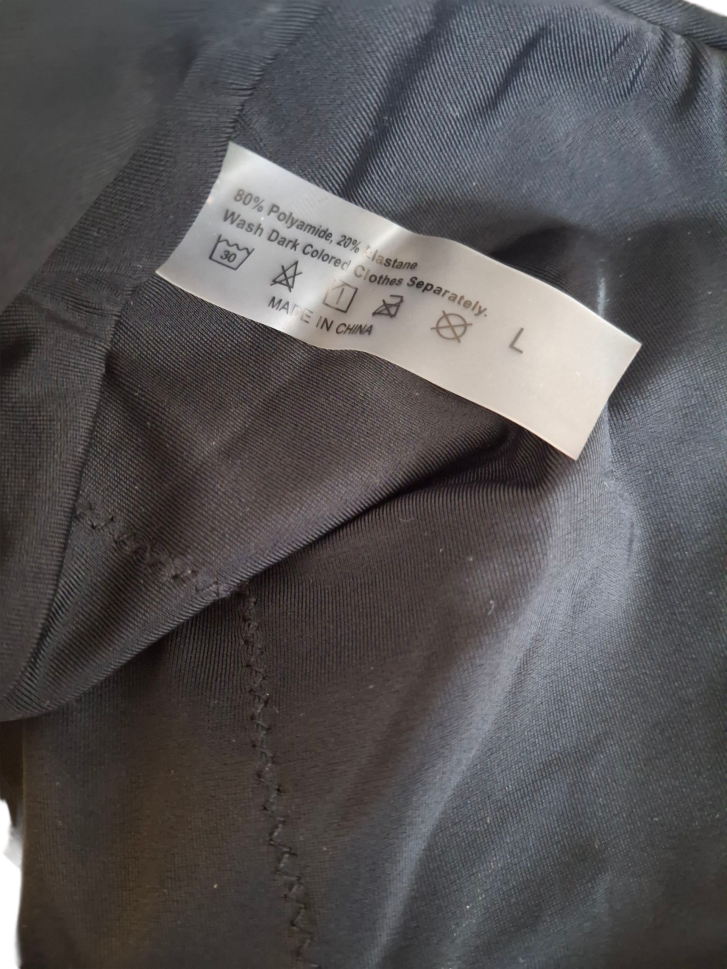 80% Polyamide, 20% Elastane
Wash Dark Colored Clothes Separately.
30
MADE IN CHINA
L